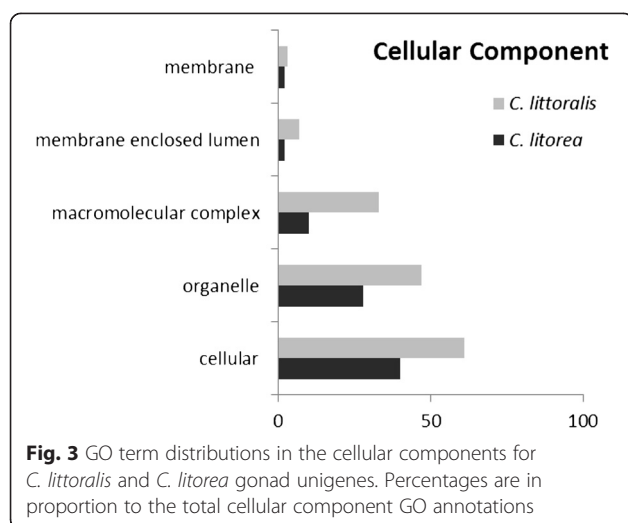 Cellular Component
C. littoralis
C. litorea
membrane
membrane enclosed lumen
macromolecular complex
organelle
cellular
0 50 100
Fig. 3 GO term distributions in the cellular components for
C. littoralis and C. litorea gonad unigenes. Percentages are in
proportion to the total cellular component GO annotations